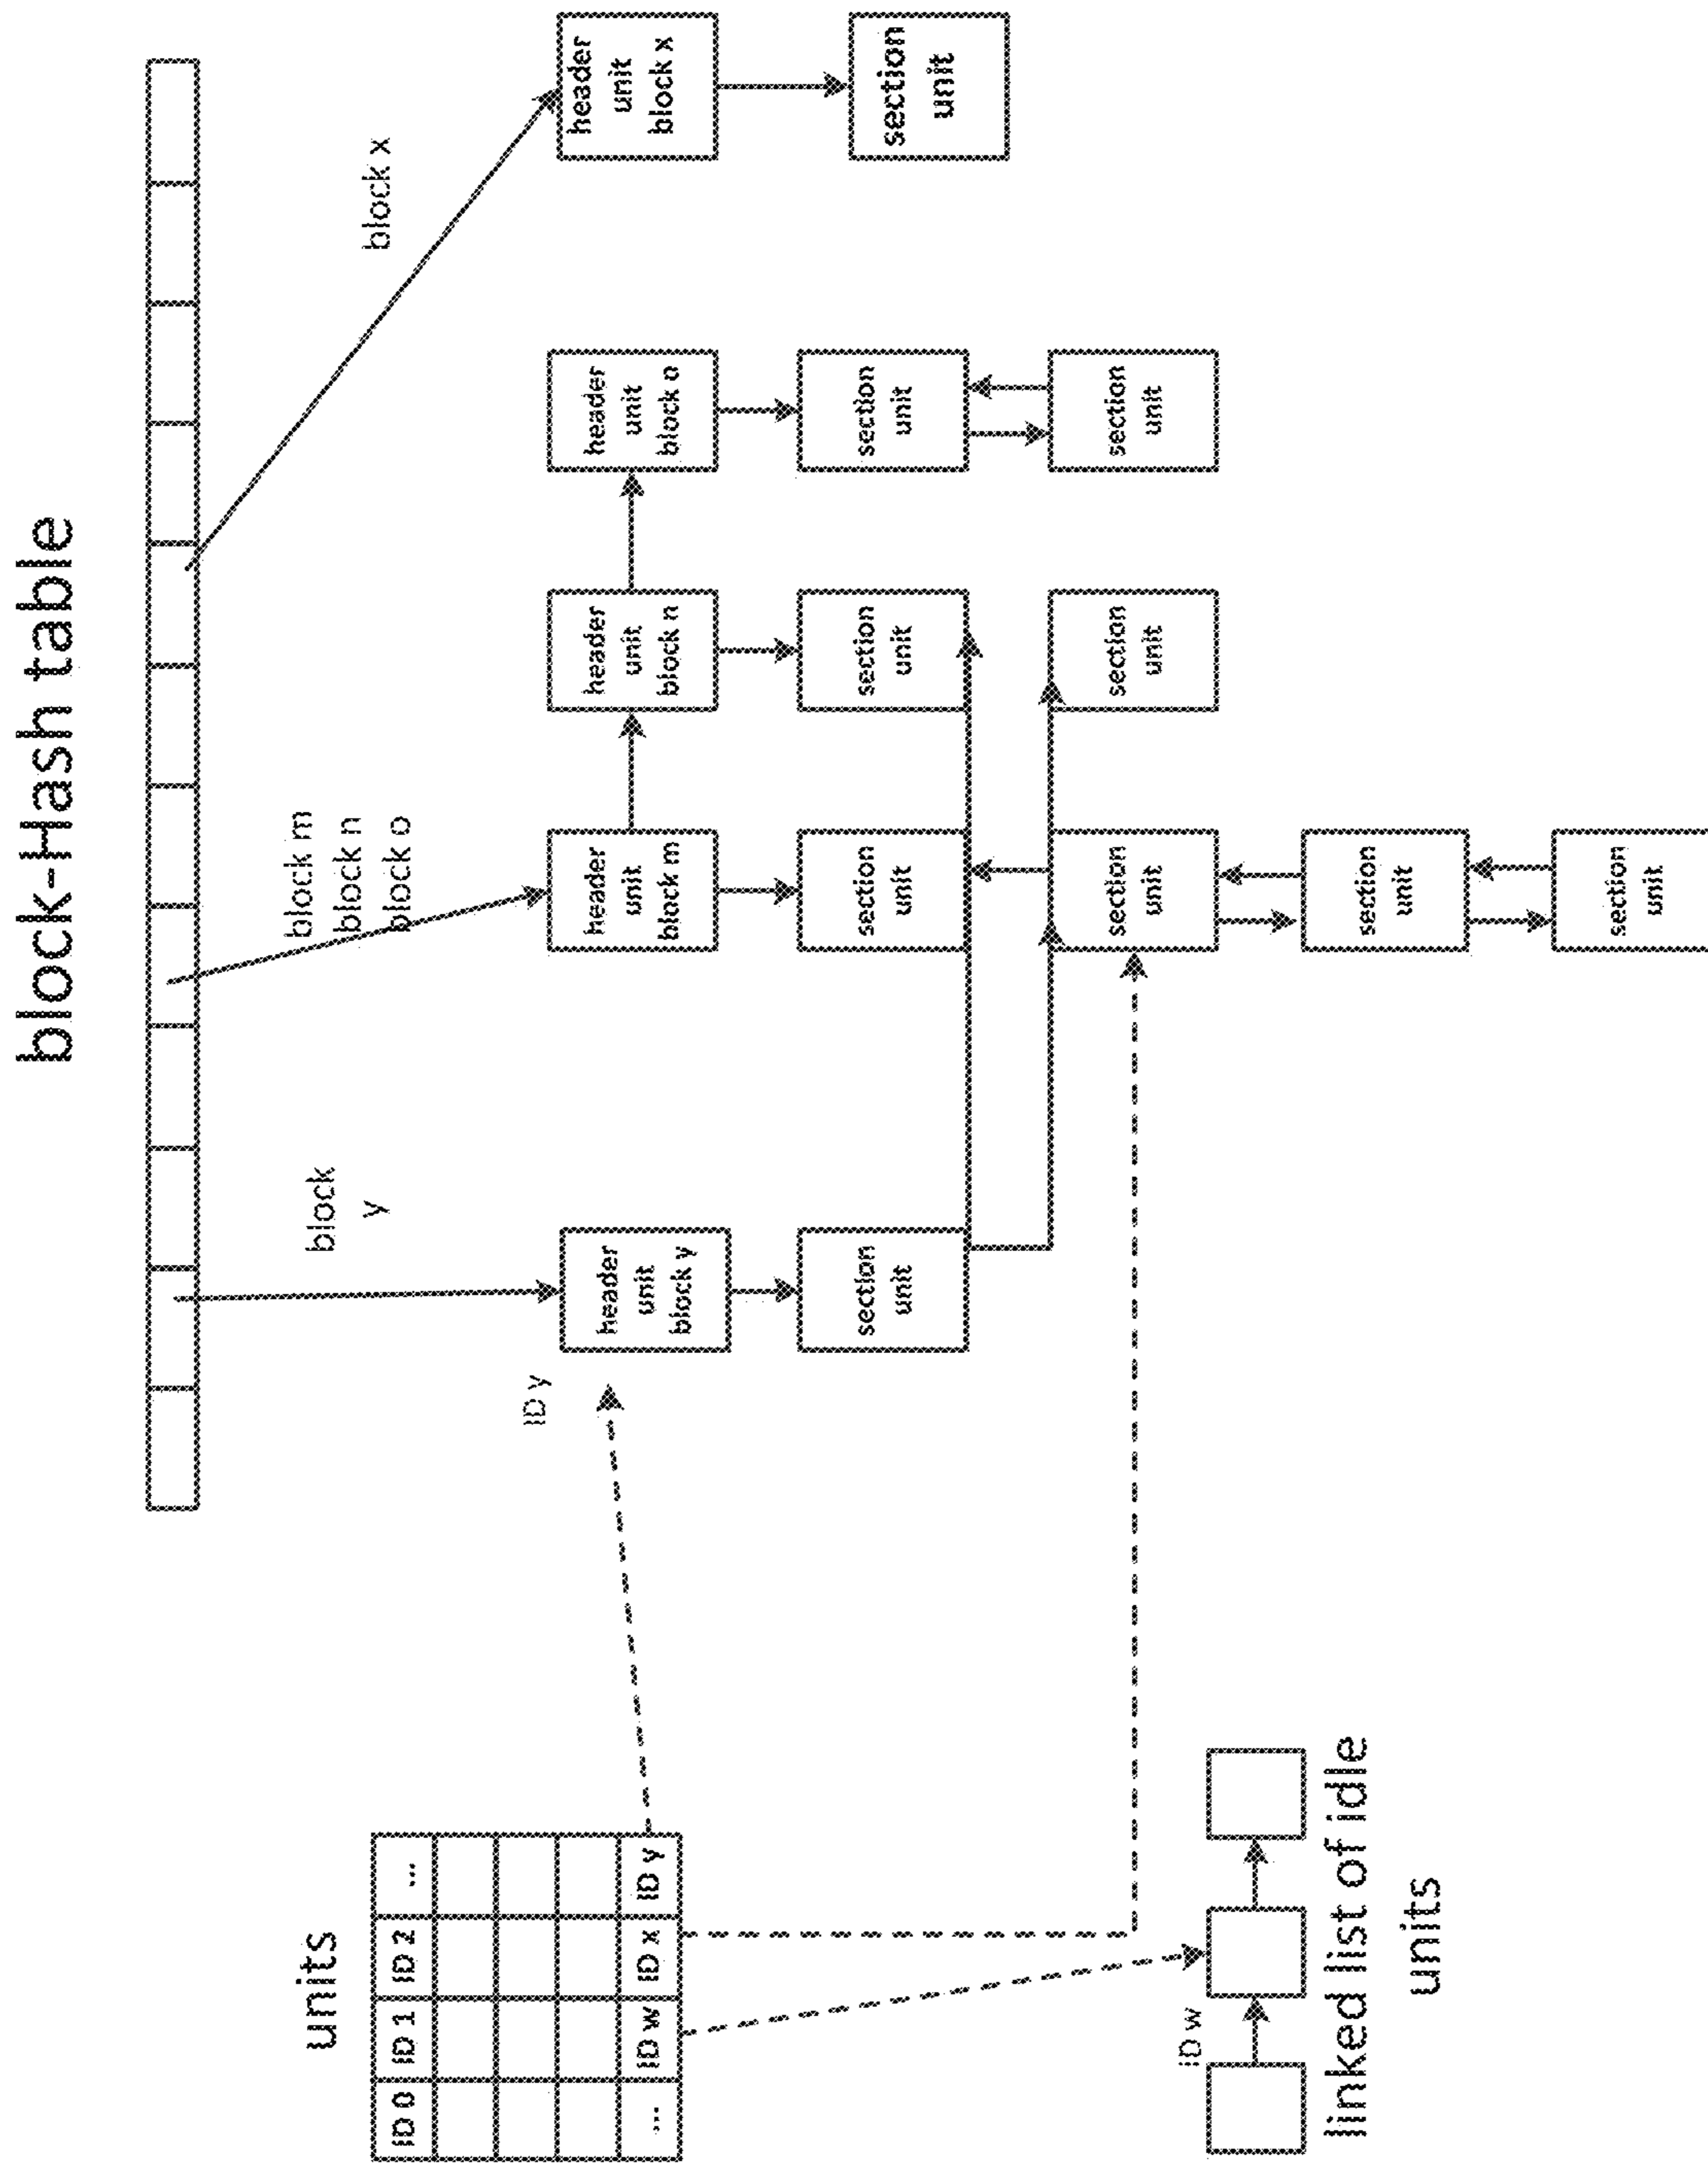 block-Hash table
units
ID 0 ID 1 ID 2 ...
... ID w ID x ID y
block
y
block m
block n
block o
block x
ID y
header
unit
block y
header
unit
block m
header
unit
block n
header
unit
block o
header
unit
block x
section
unit
section
unit
section
unit
section
unit
section
unit
section
unit
section
unit
section
unit
section
unit
section
unit
ID w
linked list of idle
units